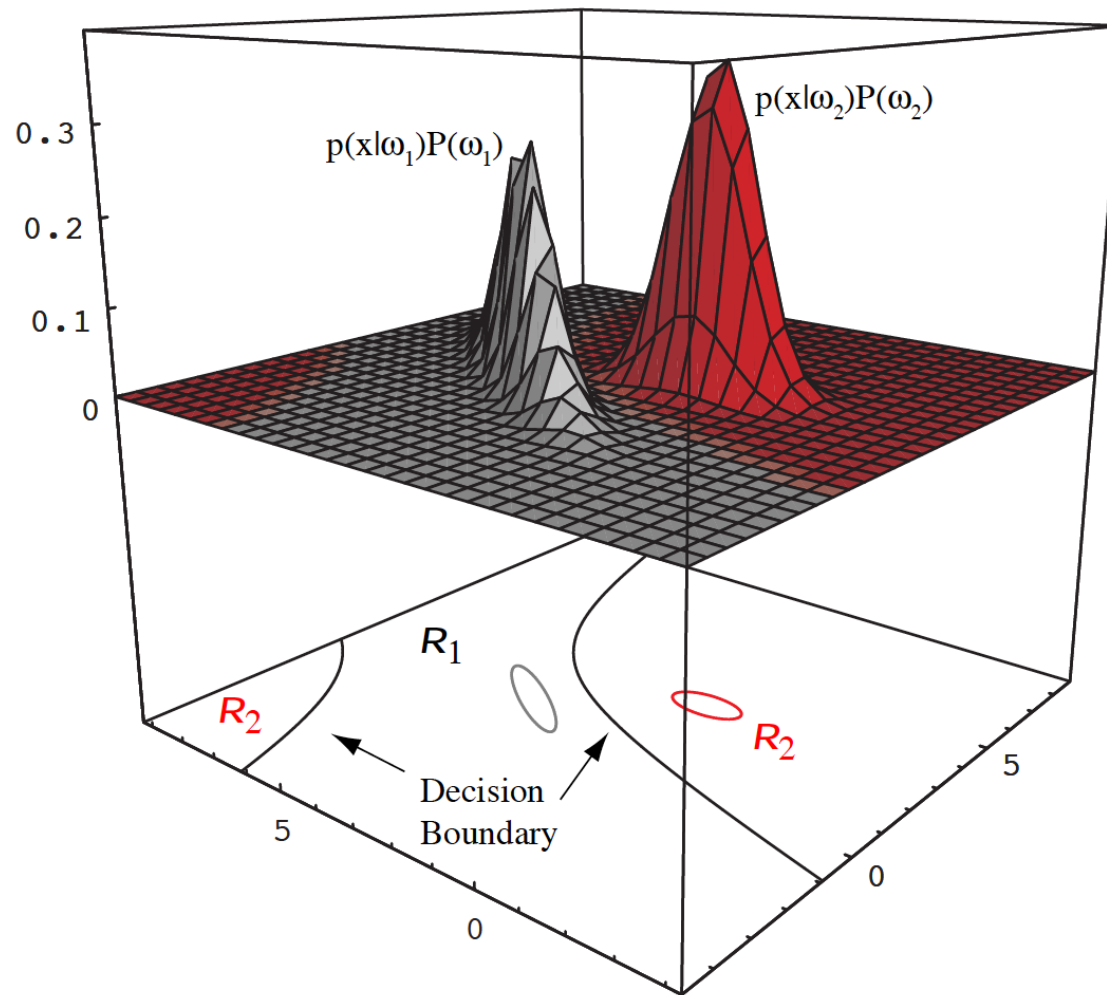 p(x|ω₂)P(ω₂)
p(x|ω₁)P(ω₁)
0.3
0.2
0.1
0
R₁
R₂
R₂
Decision
Boundary
5
0
5
0